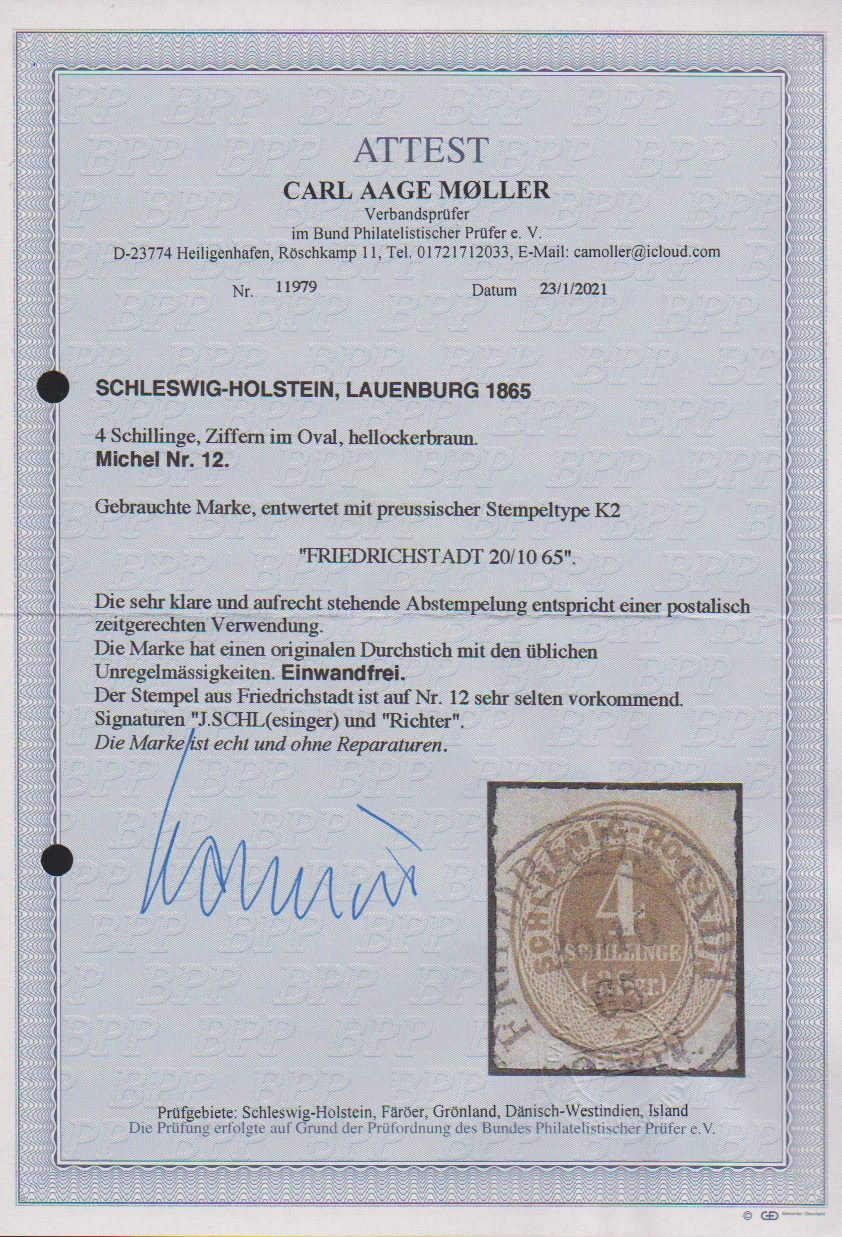 ATTEST
CARL AAGE MØLLER
Verbandsprüfer
im Bund Philatelistischer Prüfer e. V.
D-23774 Heiligenhafen, Röschkamp 11, Tel. 01721712033, E-Mail: camoller@icloud.com
Nr. 11979 Datum 23/1/2021
SCHLESWIG-HOLSTEIN, LAUENBURG 1865
4 Schillinge, Ziffern im Oval, hellockerbraun.
Michel Nr. 12.
Gebrauchte Marke, entwertet mit preussischer Stempeltype K2
"FRIEDRICHSTADT 20/10 65".
Die sehr klare und aufrecht stehende Abstempelung entspricht einer postalisch
zeitgerechten Verwendung.
Die Marke hat einen originalen Durchstich mit den üblichen
Unregelmässigkeiten. Einwandfrei.
Der Stempel aus Friedrichstadt ist auf Nr. 12 sehr selten vorkommend.
Signaturen "J.SCHL(esinger) und "Richter".
Die Marke ist echt und ohne Reparaturen.
4
SCHILLINGE
65
Prüfgebiete: Schleswig-Holstein, Färöer, Grönland, Dänisch-Westindien, Island
Die Prüfung erfolgte auf Grund der Prüfordnung des Bundes Philatelistischer Prüfer e.V.